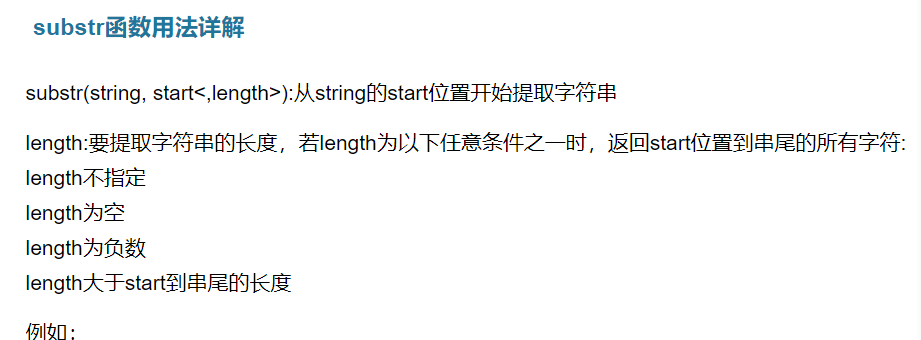 substr函数用法详解
substr(string, start<,length>):从string的start位置开始提取字符串
length:要提取字符串的长度，若length为以下任意条件之一时，返回start位置到串尾的所有字符:
length不指定
length为空
length为负数
length大于start到串尾的长度
例如：